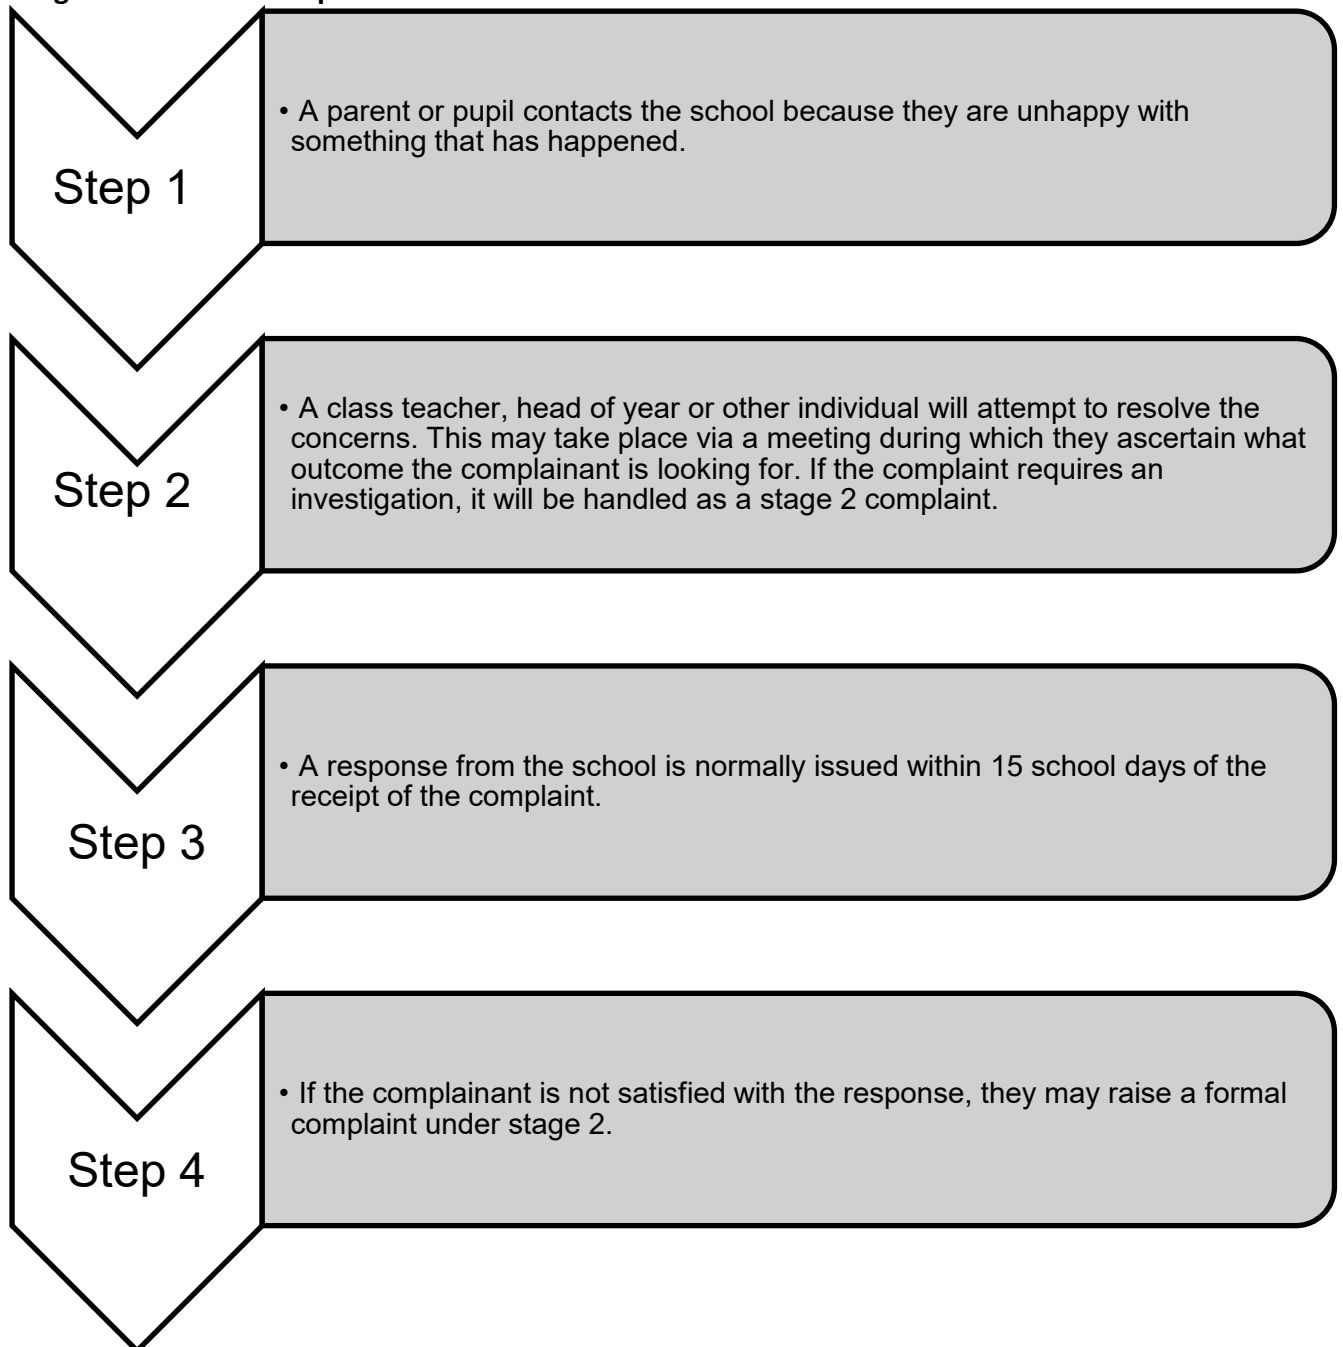 Step 1
• A parent or pupil contacts the school because they are unhappy with
something that has happened.
Step 2
• A class teacher, head of year or other individual will attempt to resolve the
concerns. This may take place via a meeting during which they ascertain what
outcome the complainant is looking for. If the complaint requires an
investigation, it will be handled as a stage 2 complaint.
Step 3
• A response from the school is normally issued within 15 school days of the
receipt of the complaint.
Step 4
• If the complainant is not satisfied with the response, they may raise a formal
complaint under stage 2.